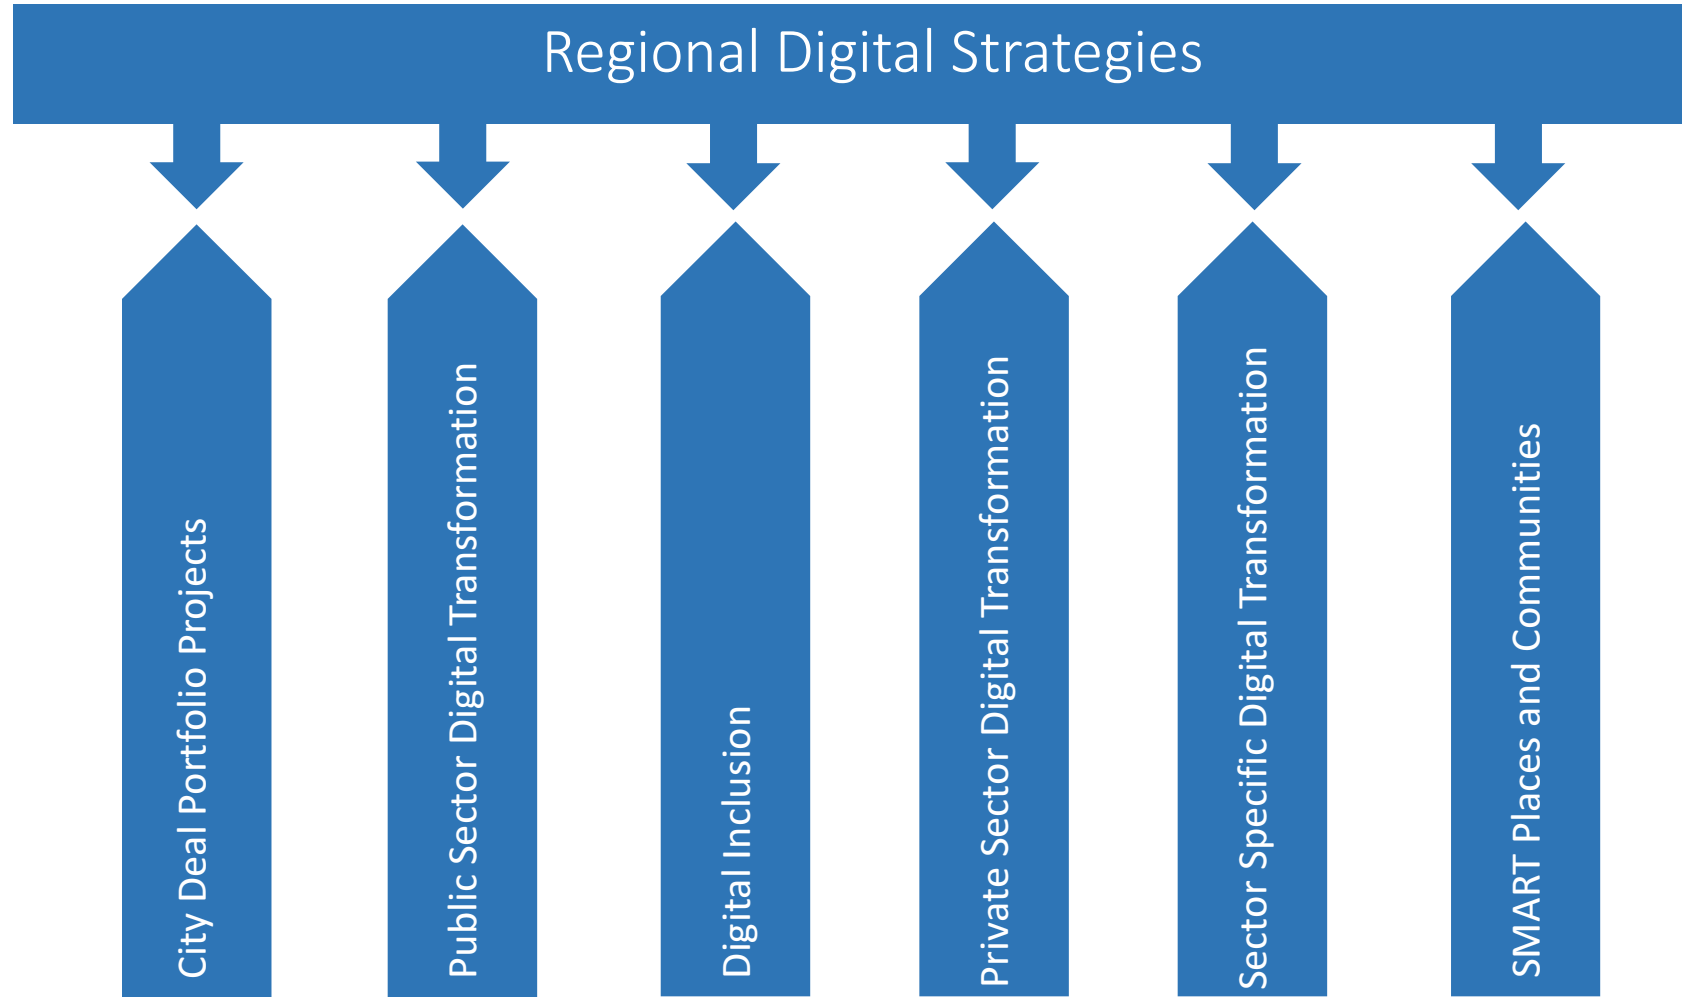 Regional Digital Strategies
City Deal Portfolio Projects
Public Sector Digital Transformation
Digital Inclusion
Private Sector Digital Transformation
Sector Specific Digital Transformation
SMART Places and Communities